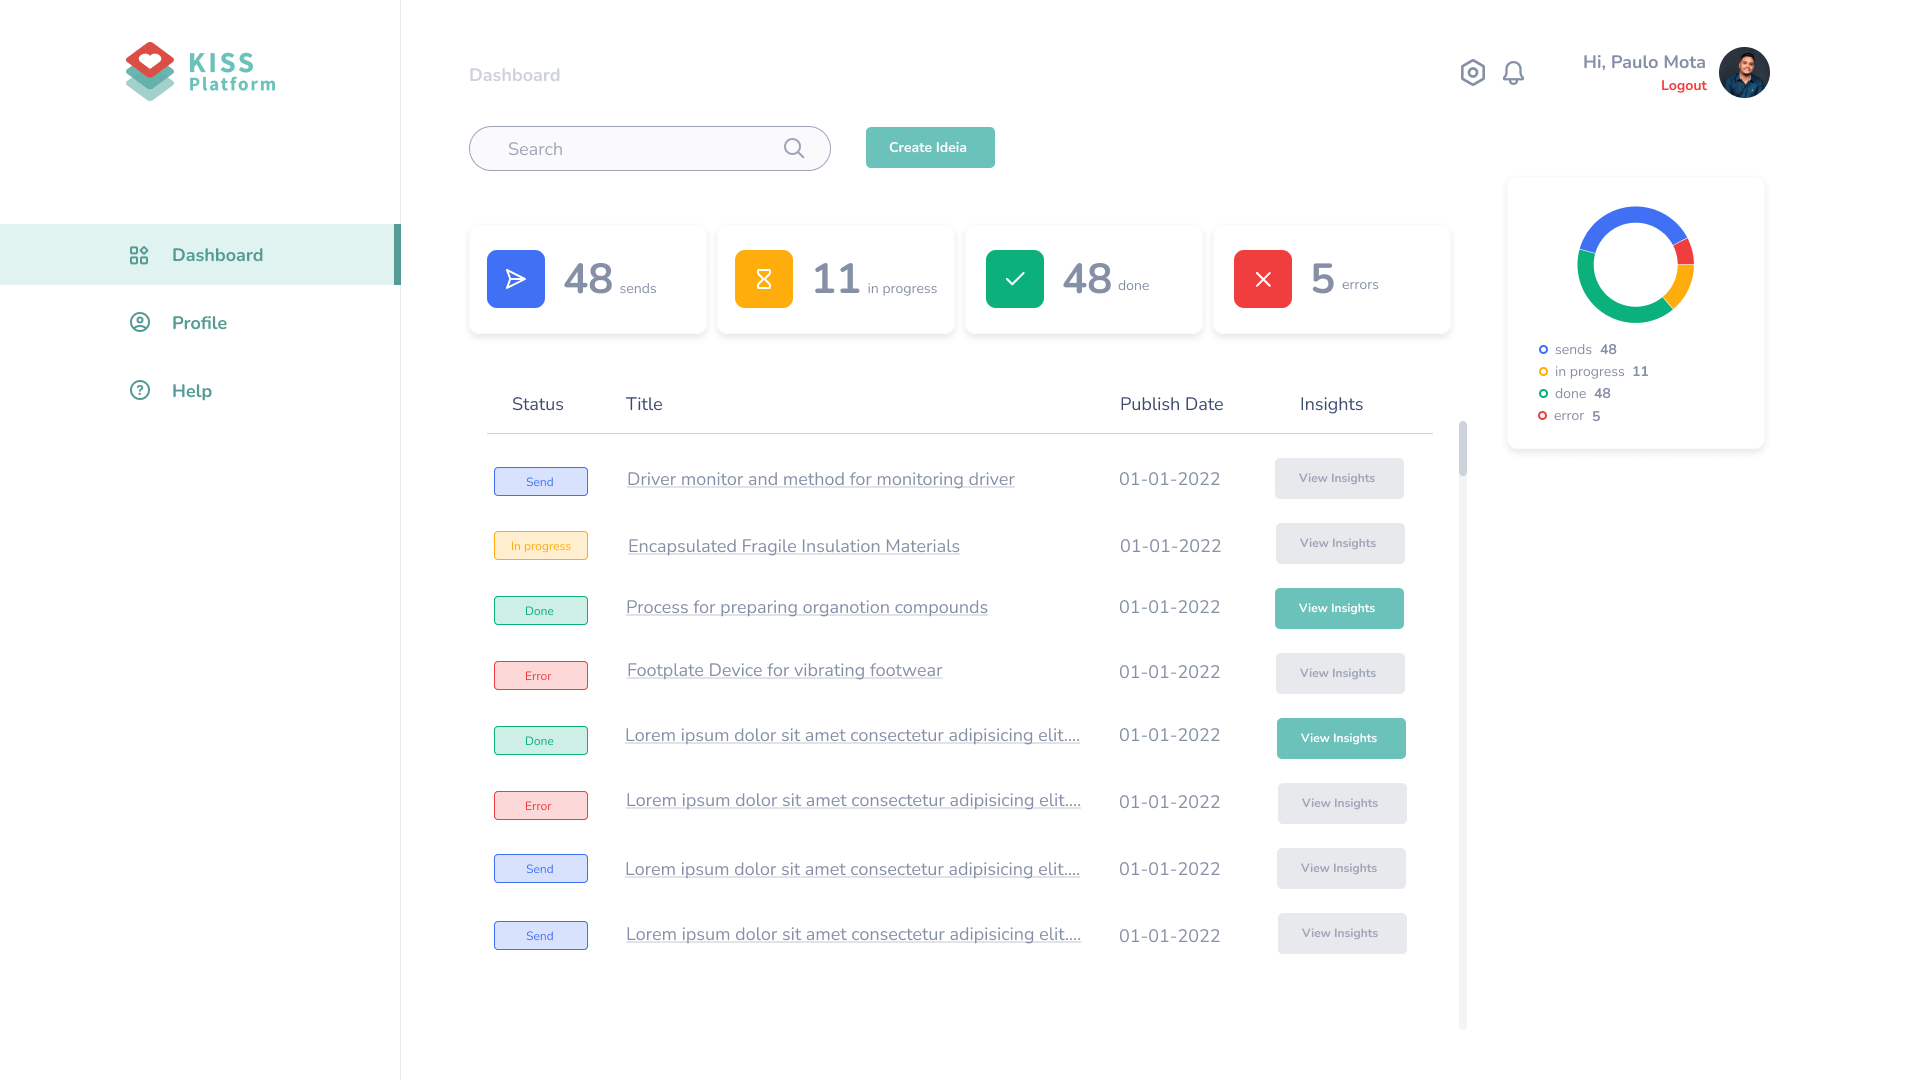 KISS
Platform
Dashboard
Hi, Paulo Mota
Logout
Search
Create Ideia
Dashboard
Profile
Help
48 sends
11 in progress
48 done
5 errors
sends 48
in progress 11
done 48
error 5
Status Title Publish Date Insights
Send Driver monitor and method for monitoring driver 01-01-2022 View Insights
In progress Encapsulated Fragile Insulation Materials 01-01-2022 View Insights
Done Process for preparing organotion compounds 01-01-2022 View Insights
Error Footplate Device for vibrating footwear 01-01-2022 View Insights
Done Lorem ipsum dolor sit amet consectetur adipisicing elit.... 01-01-2022 View Insights
Error Lorem ipsum dolor sit amet consectetur adipisicing elit.... 01-01-2022 View Insights
Send Lorem ipsum dolor sit amet consectetur adipisicing elit.... 01-01-2022 View Insights
Send Lorem ipsum dolor sit amet consectetur adipisicing elit.... 01-01-2022 View Insights